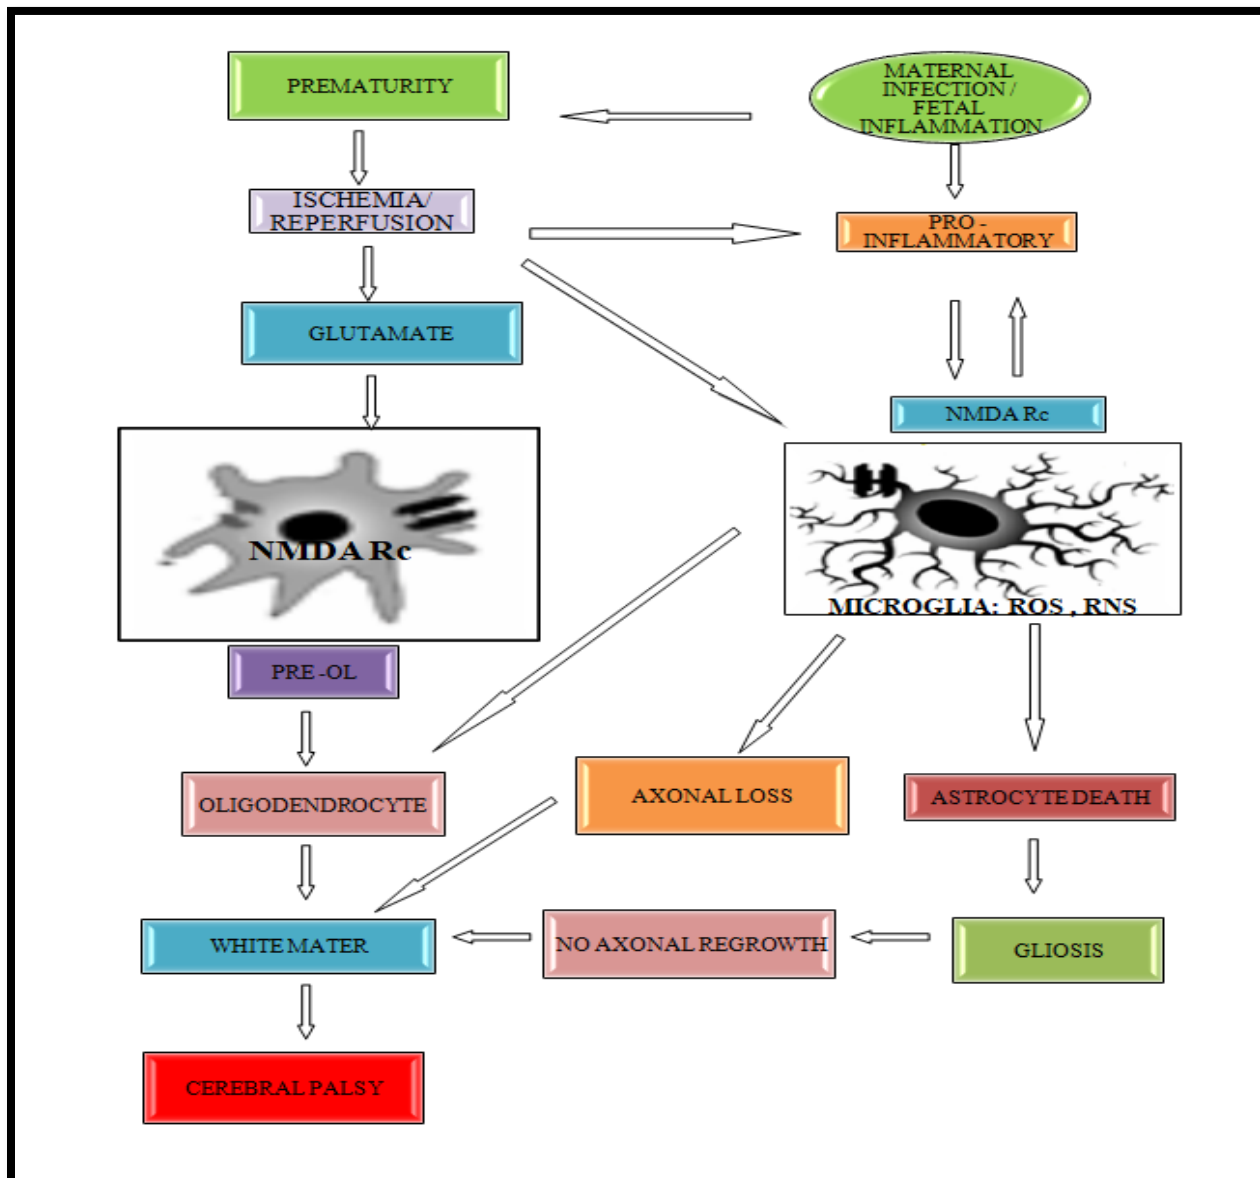 PREMATURITY
MATERNAL
INFECTION /
FETAL
INFLAMMATION
ISCHEMIA/
REPERFUSION
PRO -
INFLAMMATORY
GLUTAMATE
NMDA Rc
NMDA Rc
MICROGLIA: ROS , RNS
PRE -OL
OLIGODENDROCYTE
AXONAL LOSS
ASTROCYTE DEATH
WHITE MATER
NO AXONAL REGROWTH
GLIOSIS
CEREBRAL PALSY